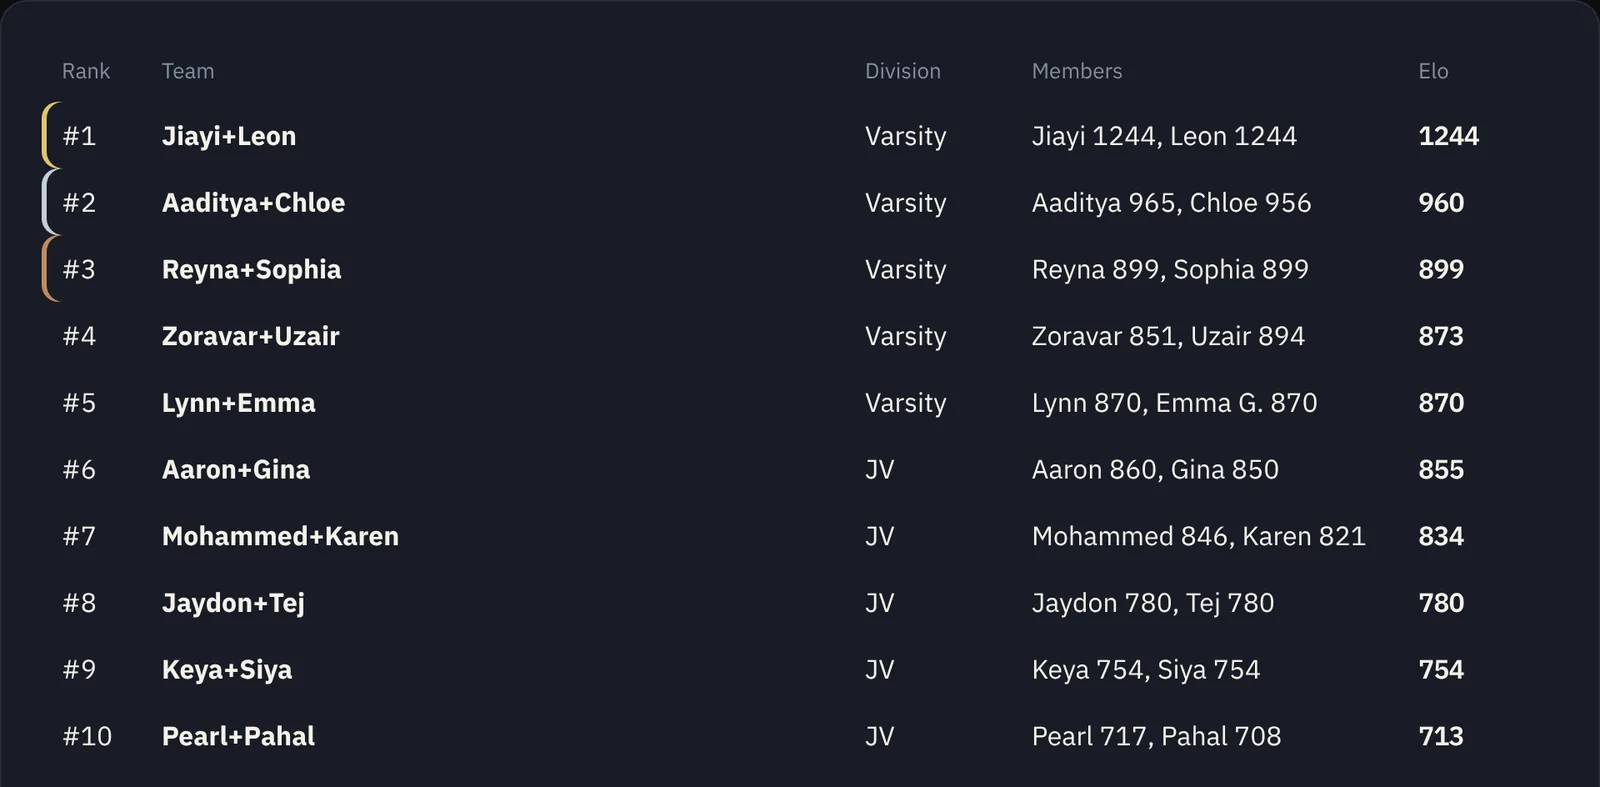 Rank Team Division Members Elo
#1 Jiayi+Leon Varsity Jiayi 1244, Leon 1244 1244
#2 Aaditya+Chloe Varsity Aaditya 965, Chloe 956 960
#3 Reyna+Sophia Varsity Reyna 899, Sophia 899 899
#4 Zoravar+Uzair Varsity Zoravar 851, Uzair 894 873
#5 Lynn+Emma Varsity Lynn 870, Emma G. 870 870
#6 Aaron+Gina JV Aaron 860, Gina 850 855
#7 Mohammed+Karen JV Mohammed 846, Karen 821 834
#8 Jaydon+Tej JV Jaydon 780, Tej 780 780
#9 Keya+Siya JV Keya 754, Siya 754 754
#10 Pearl+Pahal JV Pearl 717, Pahal 708 713